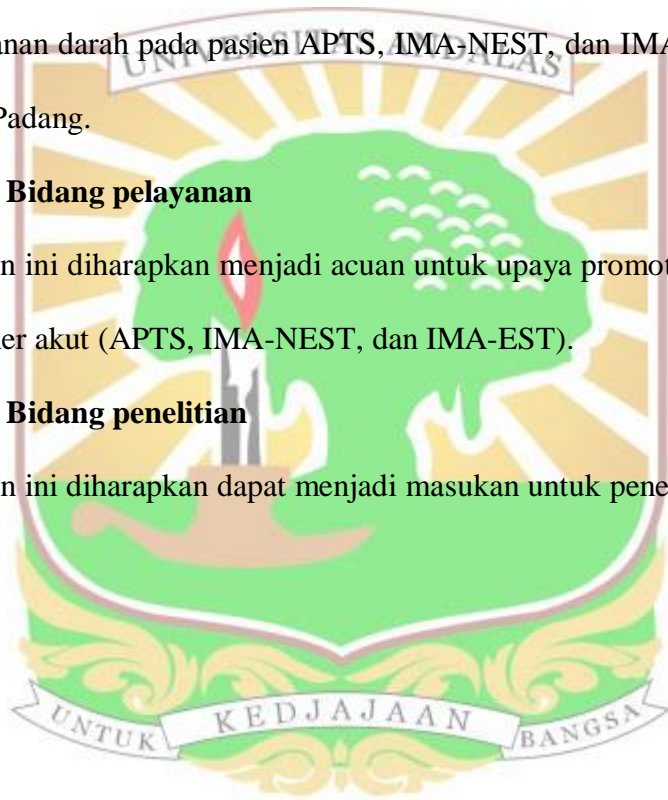 anan darah pada pasien APTS, IMA-NEST, dan IMA
UNIVERSITAS ANDALAS
Padang.
Bidang pelayanan
n ini diharapkan menjadi acuan untuk upaya promot
er akut (APTS, IMA-NEST, dan IMA-EST).
Bidang penelitian
n ini diharapkan dapat menjadi masukan untuk pene
UNTUK KEDJAJAAN BANGSA